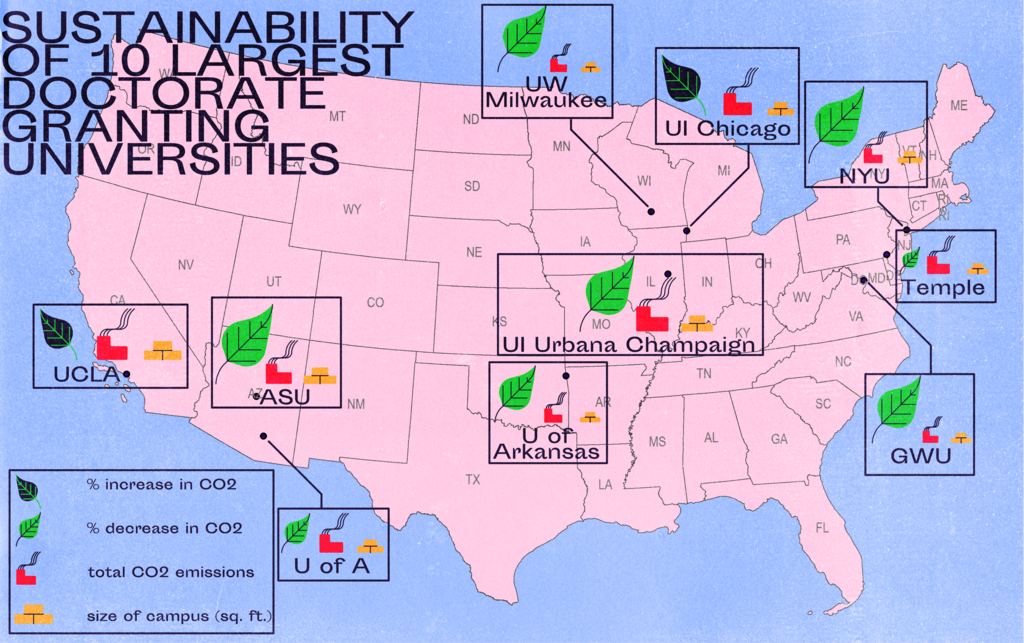 SUSTAINABILITY
OF 10 LARGEST
DOCTORATE
GRANTING
UNIVERSITIES
UW
Milwaukee
UI Chicago
NYU
Temple
GWU
UI Urbana Champaign
U of
Arkansas
UCLA
ASU
U of A
% increase in CO2
% decrease in CO2
total CO2 emissions
size of campus (sq. ft.)
WA
OR
ID
MT
ND
MN
WI
MI
ME
VT
NH
NY
MA
RI
RI
CT
SD
WY
IA
PA
NJ
NE
NV
UT
CO
CA
IL
IN
OH
MD
WV
VA
KS
MO
KY
NC
TN
AZ
NM
AR
SC
MS
AL
GA
TX
LA
FL